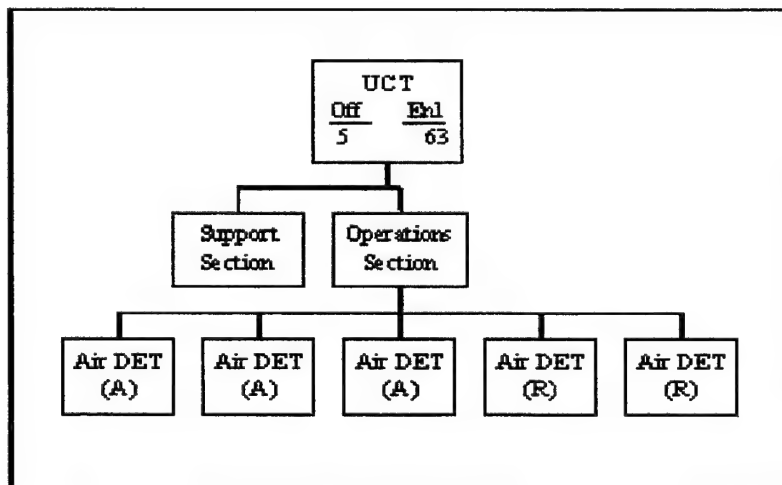 UCT
Off Enl
5 63
Support
Section
Operations
Section
Air DET
(A)
Air DET
(A)
Air DET
(A)
Air DET
(R)
Air DET
(R)